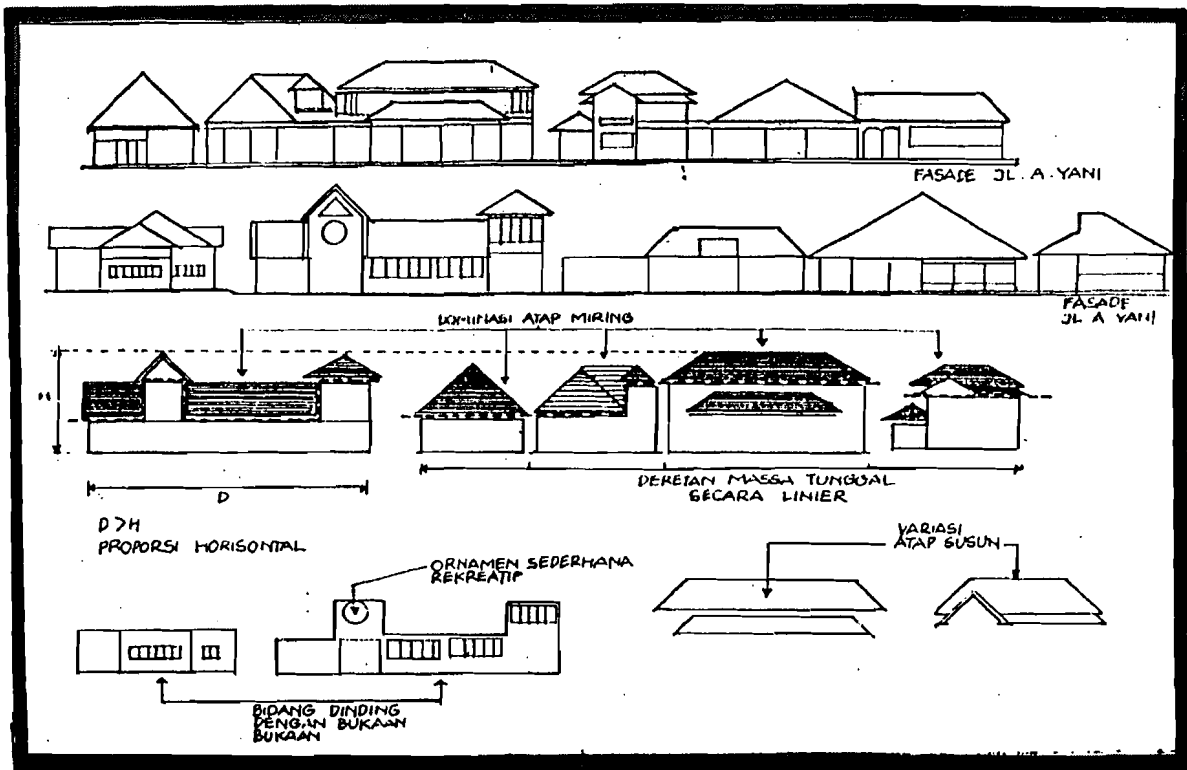 FASADE JL. A. YANI
FASADE
JL A YANI
DOMINASI ATAP MIRING
H
D
DERETAN MASSA TUNGGAL
SECARA LINIER
D>H
PROPORSI HORISONTAL
VARIASI
ATAP SUSUN
ORNAMEN SEDERHANA
REKREATIP
BIDANG DINDING
DENGAN BUKAAN
BUKAAN